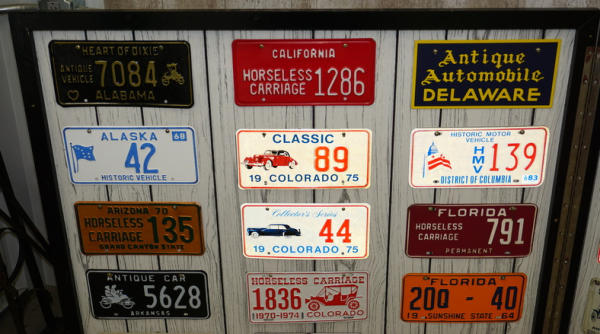 HEART OF DIXIE
ANTIQUE
VEHICLE 7084
ALABAMA
CALIFORNIA
HORSELESS
CARRIAGE 1286
Antique
Automobile
DELAWARE
ALASKA 68
42
HISTORIC VEHICLE
CLASSIC
89
19 COLORADO 75
HISTORIC MOTOR
VEHICLE
HMV 139
DISTRICT OF COLUMBIA 83
ARIZONA 70
HORSELESS
CARRIAGE 135
GRAND CANYON STATE
Collector's Series
44
19 COLORADO 75
FLORIDA
HORSELESS
CARRIAGE 791
PERMANENT
ANTIQUE CAR
5628
ARKANSAS
HORSELESS CARRIAGE
1836
1970-1974 COLORADO
FLORIDA
20Q - 40
19 SUNSHINE STATE 64